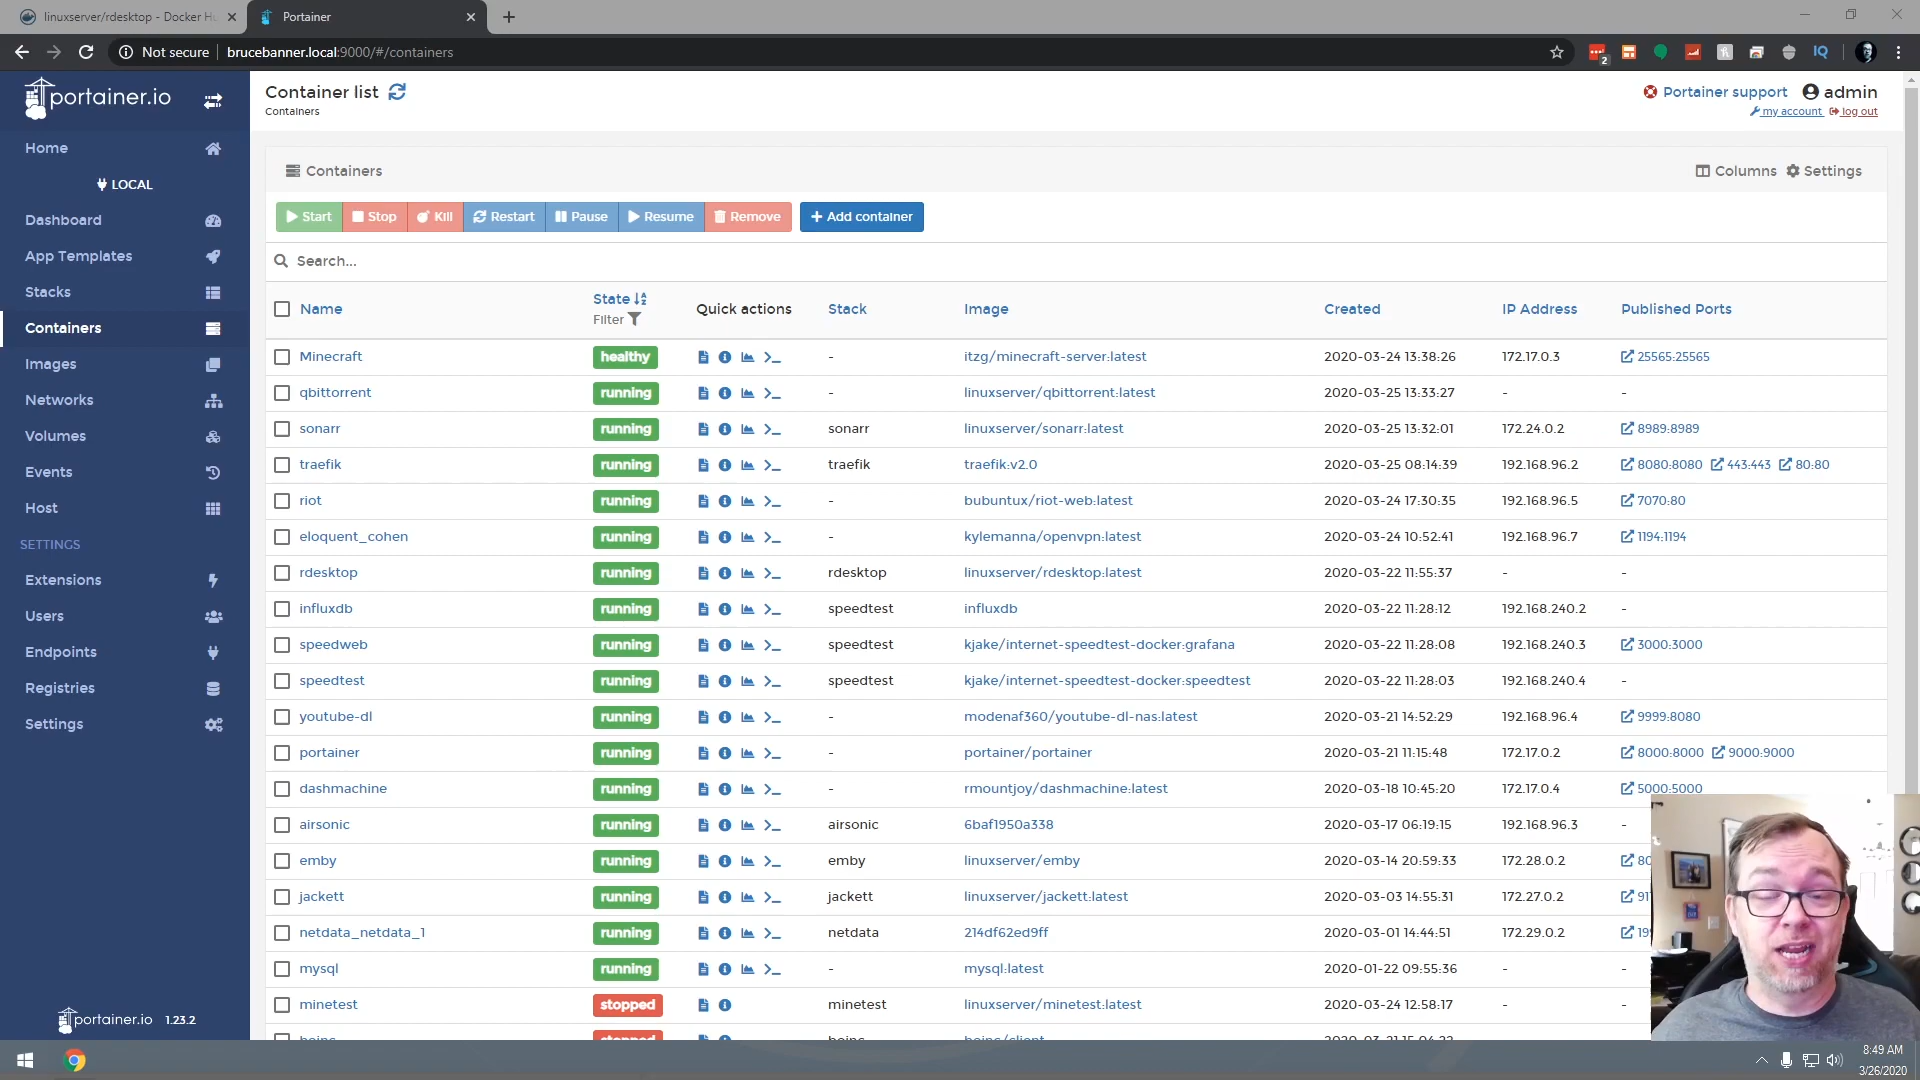 linuxserver/rdesktop - Docker Hu
Portainer
Not secure
brucebanner.local:9000/#/containers
2
IQ
portainer.io
Home
LOCAL
Dashboard
App Templates
Stacks
Containers
Images
Networks
Volumes
Events
Host
SETTINGS
Extensions
Users
Endpoints
Registries
Settings
portainer.io 1.23.2
Container list
Containers
Portainer support admin
my account log out
Containers
Columns Settings
Start Stop Kill Restart Pause Resume Remove + Add container
Search...
Name State Filter Quick actions Stack Image Created IP Address Published Ports
Minecraft healthy - itzg/minecraft-server:latest 2020-03-24 13:38:26 172.17.0.3 25565:25565
qbittorrent running - linuxserver/qbittorrent:latest 2020-03-25 13:33:27 - -
sonarr running sonarr linuxserver/sonarr:latest 2020-03-25 13:32:01 172.24.0.2 8989:8989
traefik running traefik traefik:v2.0 2020-03-25 08:14:39 192.168.96.2 8080:8080 443:443 80:80
riot running - bubuntux/riot-web:latest 2020-03-24 17:30:35 192.168.96.5 7070:80
eloquent_cohen running - kylemanna/openvpn:latest 2020-03-24 10:52:41 192.168.96.7 1194:1194
rdesktop running rdesktop linuxserver/rdesktop:latest 2020-03-22 11:55:37 - -
influxdb running speedtest influxdb 2020-03-22 11:28:12 192.168.240.2 -
speedweb running speedtest kjake/internet-speedtest-docker:grafana 2020-03-22 11:28:08 192.168.240.3 3000:3000
speedtest running speedtest kjake/internet-speedtest-docker:speedtest 2020-03-22 11:28:03 192.168.240.4 -
youtube-dl running - modenaf360/youtube-dl-nas:latest 2020-03-21 14:52:29 192.168.96.4 9999:8080
portainer running - portainer/portainer 2020-03-21 11:15:48 172.17.0.2 8000:8000 9000:9000
dashmachine running - rmountjoy/dashmachine:latest 2020-03-18 10:45:20 172.17.0.4 5000:5000
airsonic running airsonic 6baf1950a338 2020-03-17 06:19:15 192.168.96.3 -
emby running emby linuxserver/emby 2020-03-14 20:59:33 172.28.0.2 80
jackett running jackett linuxserver/jackett:latest 2020-03-03 14:55:31 172.27.0.2 91
netdata_netdata_1 running netdata 214df62ed9ff 2020-03-01 14:44:51 172.29.0.2 199
mysql running - mysql:latest 2020-01-22 09:55:36 - -
minetest stopped minetest linuxserver/minetest:latest 2020-03-24 12:58:17 - -
boinc stopped boinc boinc/client
8:49 AM
3/26/2020